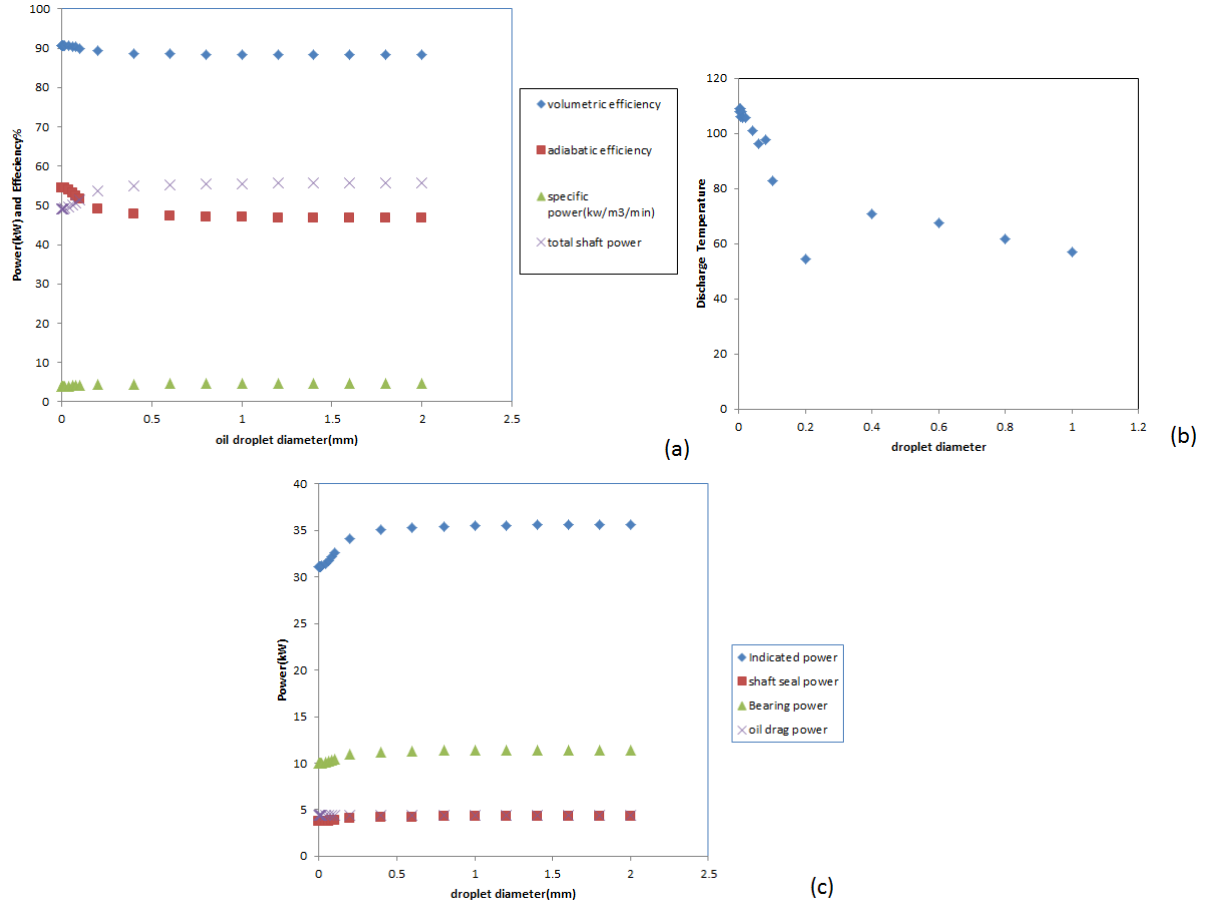 100
90
80
70
60
50
40
30
20
10
0
Power(kW) and Effeciency%
0
0.5
1
1.5
2
2.5
oil droplet diameter(mm)
volumetric efficiency
adiabatic efficiency
specific
power(kw/m3/min)
total shaft power
(a)
120
100
80
60
40
20
0
Discharge Temperature
0
0.2
0.4
0.6
0.8
1
1.2
droplet diameter
(b)
40
35
30
25
20
15
10
5
0
Power(kW)
0
0.5
1
1.5
2
2.5
droplet diameter(mm)
Indicated power
shaft seal power
Bearing power
oil drag power
(c)